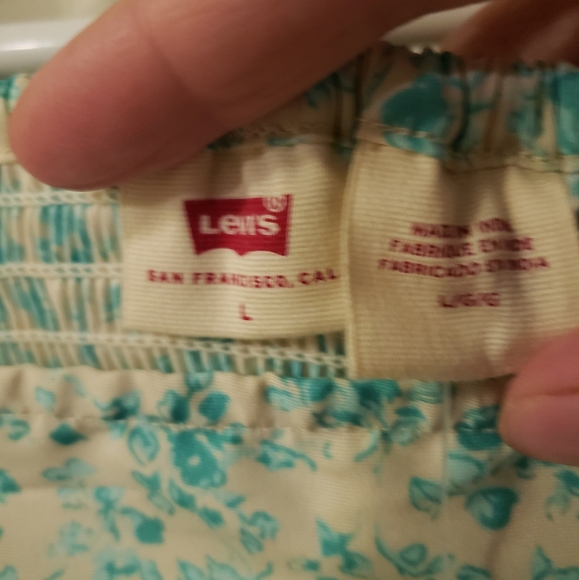 Levi's
SAN FRANCISCO, CAL
L
MADE IN INDIA
FABRIQUÉ EN INDE
FABRICADO EN INDIA
L/G/G